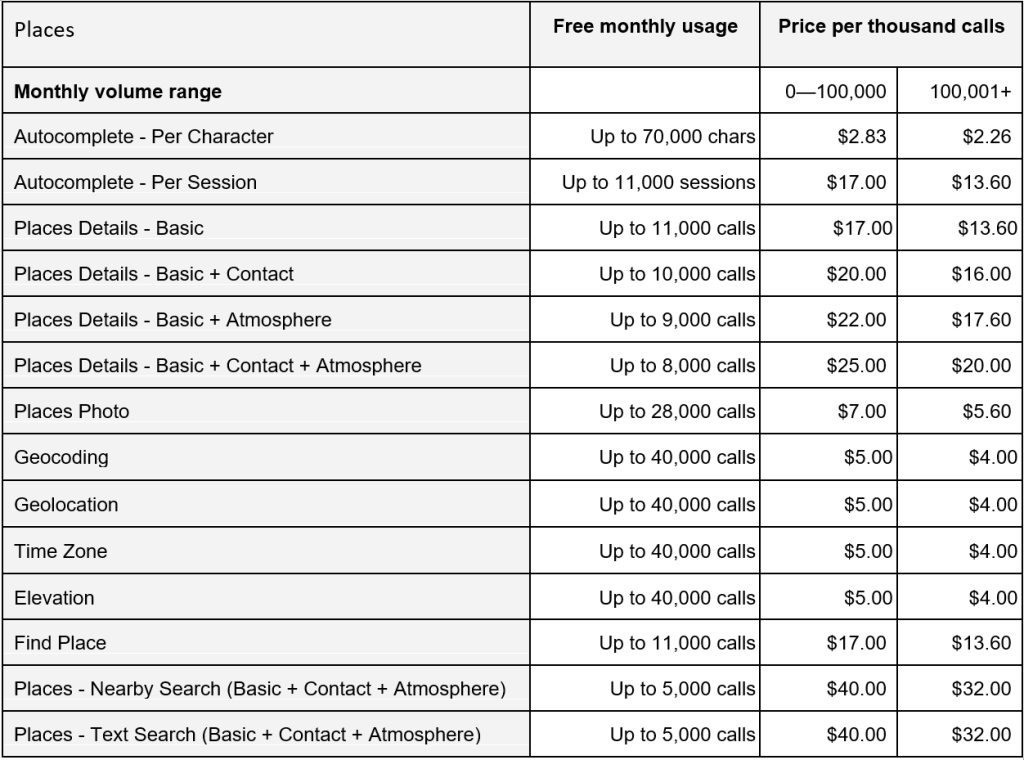 Places Free monthly usage Price per thousand calls
Monthly volume range 0—100,000 100,001+
Autocomplete - Per Character Up to 70,000 chars $2.83 $2.26
Autocomplete - Per Session Up to 11,000 sessions $17.00 $13.60
Places Details - Basic Up to 11,000 calls $17.00 $13.60
Places Details - Basic + Contact Up to 10,000 calls $20.00 $16.00
Places Details - Basic + Atmosphere Up to 9,000 calls $22.00 $17.60
Places Details - Basic + Contact + Atmosphere Up to 8,000 calls $25.00 $20.00
Places Photo Up to 28,000 calls $7.00 $5.60
Geocoding Up to 40,000 calls $5.00 $4.00
Geolocation Up to 40,000 calls $5.00 $4.00
Time Zone Up to 40,000 calls $5.00 $4.00
Elevation Up to 40,000 calls $5.00 $4.00
Find Place Up to 11,000 calls $17.00 $13.60
Places - Nearby Search (Basic + Contact + Atmosphere) Up to 5,000 calls $40.00 $32.00
Places - Text Search (Basic + Contact + Atmosphere) Up to 5,000 calls $40.00 $32.00